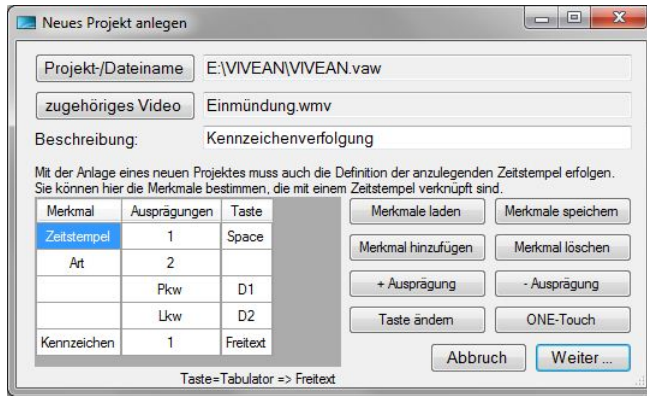 Neues Projekt anlegen
Projekt-/Dateiname E:\VIVEAN\VIVEAN.vaw
zugehöriges Video Einmündung.wmv
Beschreibung: Kennzeichenverfolgung
Mit der Anlage eines neuen Projektes muss auch die Definition der anzulegenden Zeitstempel erfolgen.
Sie können hier die Merkmale bestimmen, die mit einem Zeitstempel verknüpft sind.
Merkmal Ausprägungen Taste
Zeitstempel 1 Space
Art 2
Pkw D1
Lkw D2
Kennzeichen 1 Freitext
Taste=Tabulator => Freitext
Merkmale laden Merkmale speichern
Merkmal hinzufügen Merkmal löschen
+ Ausprägung - Ausprägung
Taste ändern ONE-Touch
Abbruch Weiter ...